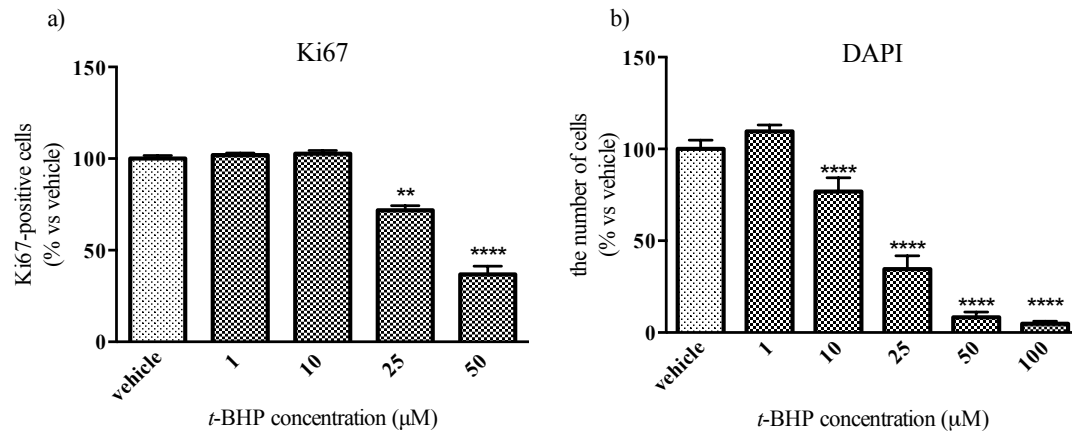 a)
Ki67
Ki67-positive cells
(% vs vehicle)
150
100
50
0
**
****
vehicle
1
10
25
50
t-BHP concentration (μM)
b)
DAPI
the number of cells
(% vs vehicle)
150
100
50
0
****
****
****
****
vehicle
1
10
25
50
100
t-BHP concentration (μM)